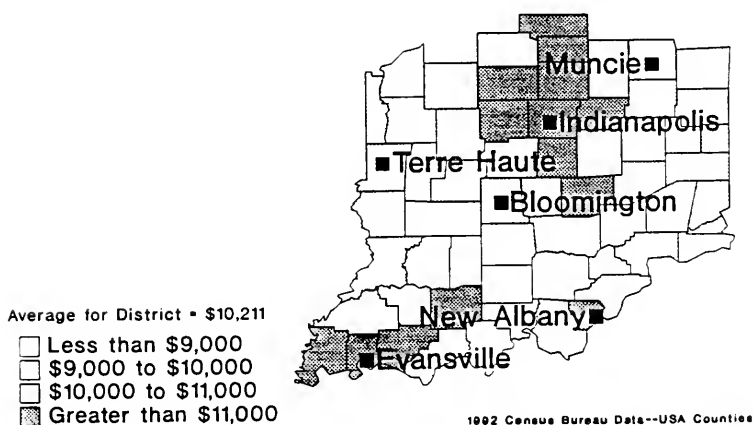 Muncie
Indianapolis
Terre Haute
Bloomington
New Albany
Evansville
Average for District = $10,211
Less than $9,000
$9,000 to $10,000
$10,000 to $11,000
Greater than $11,000
1992 Census Bureau Data--USA Counties